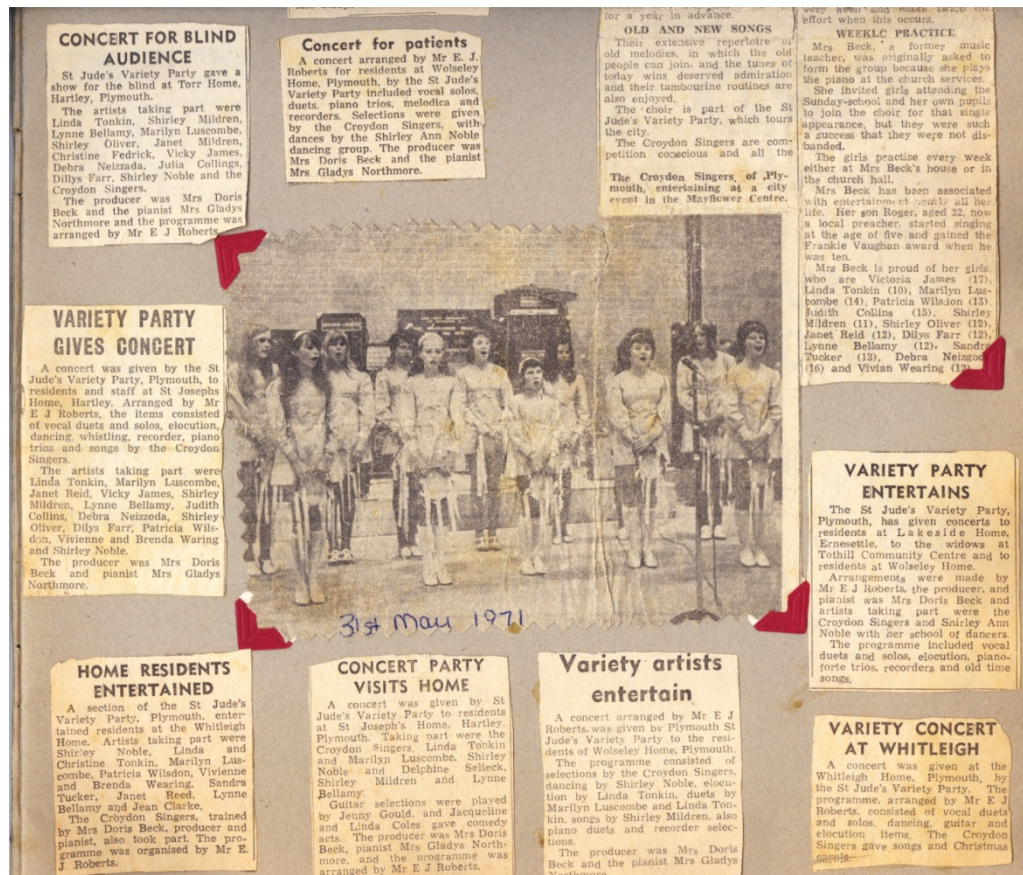 CONCERT FOR BLIND
AUDIENCE
St Jude's Variety Party gave a
show for the blind at Torr Home,
Hartley, Plymouth.
The artists taking part were
Linda Tonkin, Shirley Mildren,
Lynne Bellamy, Marilyn Luscombe,
Shirley Oliver, Janet Mildren,
Christine Fedrick, Vicky James,
Debra Neizzada, Julia Collings,
Dillys Farr, Shirley Noble and the
Croydon Singers.
The producer was Mrs Doris
Beck and the pianist Mrs Gladys
Northmore and the programme was
arranged by Mr E J Roberts.
Concert for patients
A concert arranged by Mr E. J.
Roberts for residents at Wolseley
Home, Plymouth, by the St Jude's
Variety Party included vocal solos,
duets, piano trios, melodica and
recorders. Selections were given
by the Croydon Singers, with
dances by the Shirley Ann Noble
dancing group. The producer was
Mrs Doris Beck and the pianist
Mrs Gladys Northmore.
for a year in advance.
OLD AND NEW SONGS
Their extensive repertoire of
old melodies, in which the old
people can join, and the tunes of
today wins deserved admiration
and their tambourine routines are
also enjoyed.
The choir is part of the St
Jude's Variety Party, which tours
the city.
The Croydon Singers are com-
petition conscious and all the
The Croydon Singers, of Ply-
mouth, entertaining at a city
event in the Mayflower Centre.
very keen and make twice the
effort when this occurs.
WEEKLC PRACTICE
Mrs. Beck, a former music
teacher, was originally asked to
form the group because she plays
the piano at the church services.
She invited girls attending the
Sunday-school and her own pupils
to join the choir for that single
appearance, but they were such
a success that they were not dis-
banded.
The girls practise every week
either at Mrs Beck's house or in
the church hall.
Mrs Beck has been associated
with entertainment nearly all her
life. Her son Roger, aged 22, now
a local preacher, started singing
at the age of five and gained the
Frankie Vaughan award when he
was ten.
Mrs Beck is proud of her girls,
who are Victoria James (17),
Linda Tonkin (10), Marilyn Lus-
combe (14), Patricia Wilsdon (13),
Judith Collins (15), Shirley
Mildren (11), Shirley Oliver (12),
Janet Reid (12), Dilys Farr (12),
Lynne Bellamy (12), Sandra
Tucker (13), Debra Neizgod
(16) and Vivian Wearing (12)
VARIETY PARTY
GIVES CONCERT
A concert was given by the St
Jude's Variety Party, Plymouth, to
residents and staff at St Josephs
Home, Hartley. Arranged by Mr
E J Roberts, the items consisted
of vocal duets and solos, elocution,
dancing, whistling, recorder, piano
trios and songs by the Croydon
Singers.
The artists taking part were
Linda Tonkin, Marilyn Luscombe,
Janet Reid, Vicky James, Shirley
Mildren, Lynne Bellamy, Judith
Collins, Debra Neizzoda, Shirley
Oliver, Dilys Farr, Patricia Wils-
don, Vivienne and Brenda Waring
and Shirley Noble.
The producer was Mrs Doris
Beck and pianist Mrs Gladys
Northmore.
31st May 1971
VARIETY PARTY
ENTERTAINS
The St Jude's Variety Party,
Plymouth, has given concerts to
residents at Lakeside Home,
Ernesettle, to the widows at
Tothill Community Centre and to
residents at Wolseley Home.
Arrangements were made by
Mr E J Roberts, the producer, and
pianist was Mrs Doris Beck and
artists taking part were the
Croydon Singers and Snirley Ann
Noble with her school of dancers.
The programme included vocal
duets and solos, elocution, piano-
forte trios, recorders and old time
songs.
HOME RESIDENTS
ENTERTAINED
A section of the St Jude's
Variety Party, Plymouth, enter-
tained residents at the Whitleigh
Home. Artists taking part were
Shirley Noble, Linda and
Christine Tonkin, Marilyn Lus-
combe, Patricia Wilsdon, Vivienne
and Brenda Wearing, Sandra
Tucker, Janet Reed, Lynne
Bellamy and Jean Clarke.
The Croydon Singers, trained
by Mrs Doris Beck, producer and
pianist, also took part. The pro-
gramme was organised by Mr E.
J. Roberts.
CONCERT PARTY
VISITS HOME
A concert was given by St
Jude's Variety Party to residents
at St Joseph's Home, Hartley,
Plymouth. Taking part were the
Croydon Singers, Linda Tonkin
and Marilyn Luscombe, Shirley
Noble and Delphine Selleck,
Shirley Mildren and Lynne
Bellamy.
Guitar selections were played
by Jenny Gould, and Jacqueline
and Linda Coles gave comedy
acts. The producer was Mrs Doris
Beck, pianist Mrs Gladys North-
more, and the programme was
arranged by Mr E J Roberts.
Variety artists
entertain
A concert arranged by Mr E J
Roberts, was given by Plymouth St
Jude's Variety Party to the resi-
dents of Wolseley Home, Plymouth.
The programme consisted of
selections by the Croydon Singers,
dancing by Shirley Noble, elocu-
tion by Linda Tonkin, duets by
Marilyn Luscombe and Linda Ton-
kin, songs by Shirley Mildren, also
piano duets and recorder selec-
tions.
The producer was Mrs Doris
Beck and the pianist Mrs Gladys
Northmore.
VARIETY CONCERT
AT WHITLEIGH
A concert was given at the
Whitleigh Home, Plymouth, by
the St Jude's Variety Party. The
programme, arranged by Mr E J
Roberts, consisted of vocal duets
and solos, dancing, guitar and
elocution items. The Croydon
Singers gave songs and Christmas
carols.